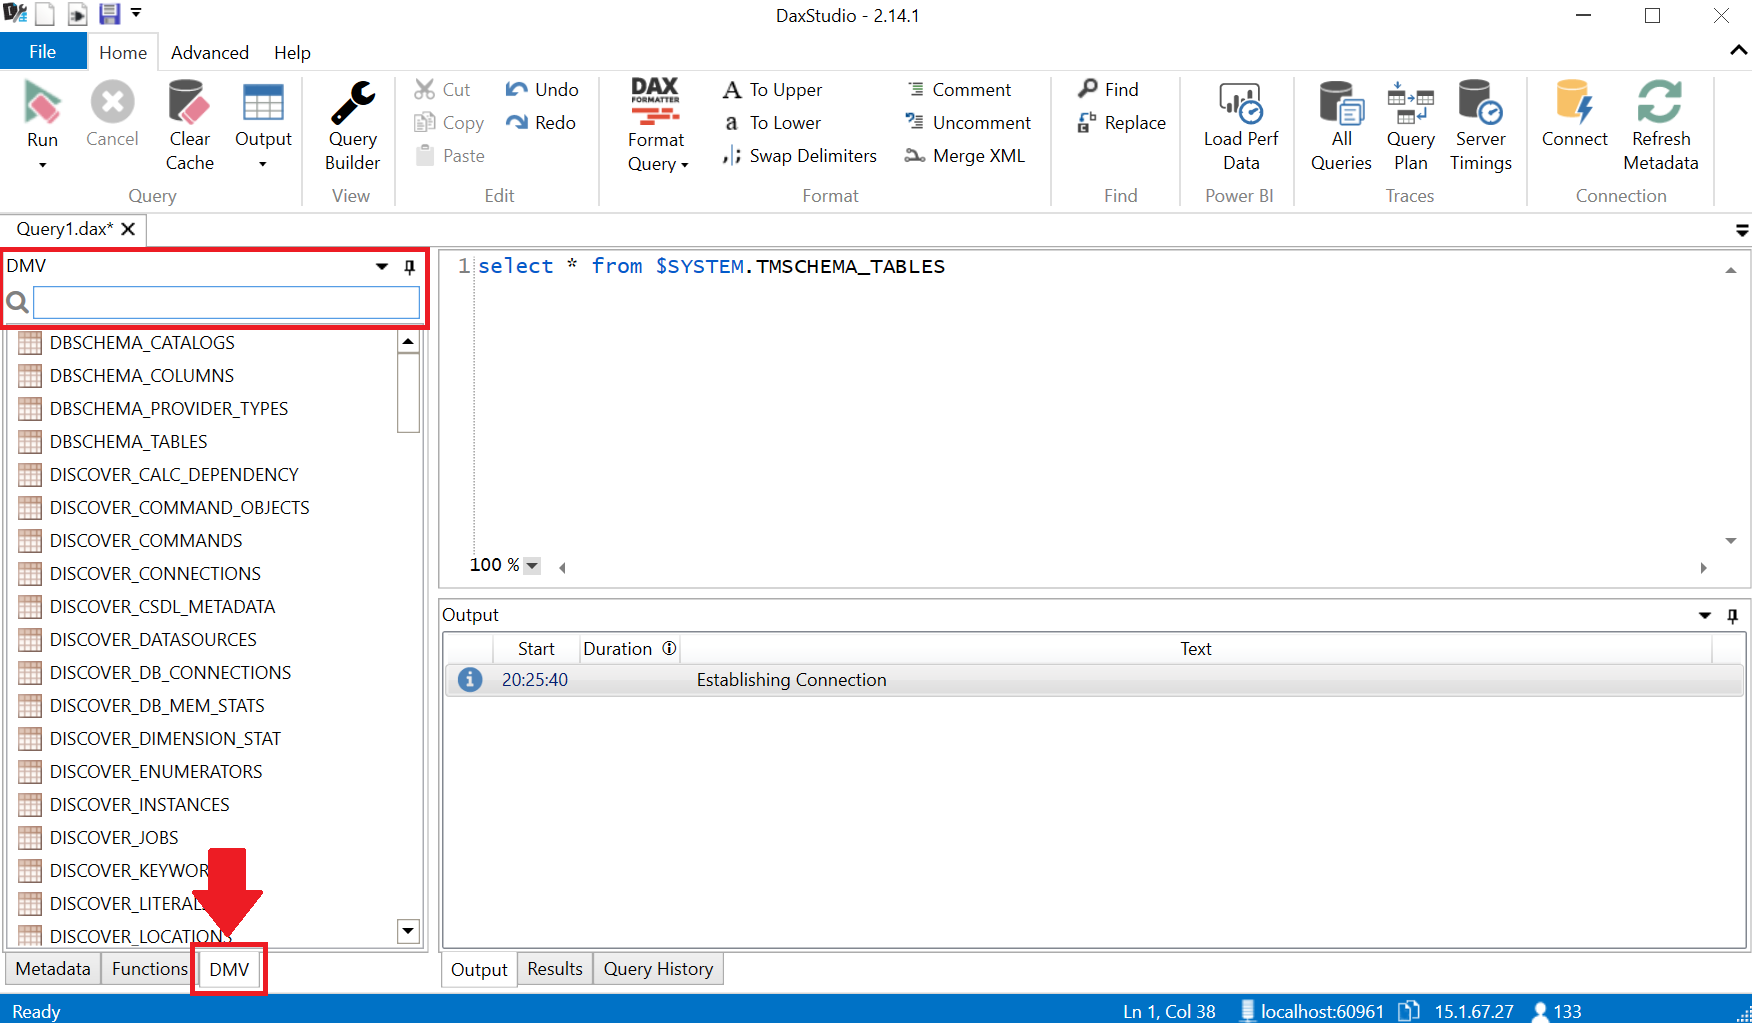 DaxStudio - 2.14.1
File Home Advanced Help
Run
Cancel
Clear Cache
Output
Query
Query Builder
View
Cut
Copy
Paste
Undo
Redo
Edit
DAX
FORMATTER
Format Query
To Upper
To Lower
Swap Delimiters
Comment
Uncomment
Merge XML
Format
Find
Replace
Find
Load Perf Data
Power BI
All Queries
Query Plan
Server Timings
Traces
Connect
Refresh Metadata
Connection
Query1.dax*
DMV
DBSCHEMA_CATALOGS
DBSCHEMA_COLUMNS
DBSCHEMA_PROVIDER_TYPES
DBSCHEMA_TABLES
DISCOVER_CALC_DEPENDENCY
DISCOVER_COMMAND_OBJECTS
DISCOVER_COMMANDS
DISCOVER_CONNECTIONS
DISCOVER_CSDL_METADATA
DISCOVER_DATASOURCES
DISCOVER_DB_CONNECTIONS
DISCOVER_DB_MEM_STATS
DISCOVER_DIMENSION_STAT
DISCOVER_ENUMERATORS
DISCOVER_INSTANCES
DISCOVER_JOBS
DISCOVER_KEYWOR
DISCOVER_LITERAL
DISCOVER_LOCATIONS
Metadata Functions DMV
1 select * from $SYSTEM.TMSCHEMA_TABLES
100 %
Output
Start Duration Text
20:25:40 Establishing Connection
Output Results Query History
Ready Ln 1, Col 38 localhost:60961 15.1.67.27 133